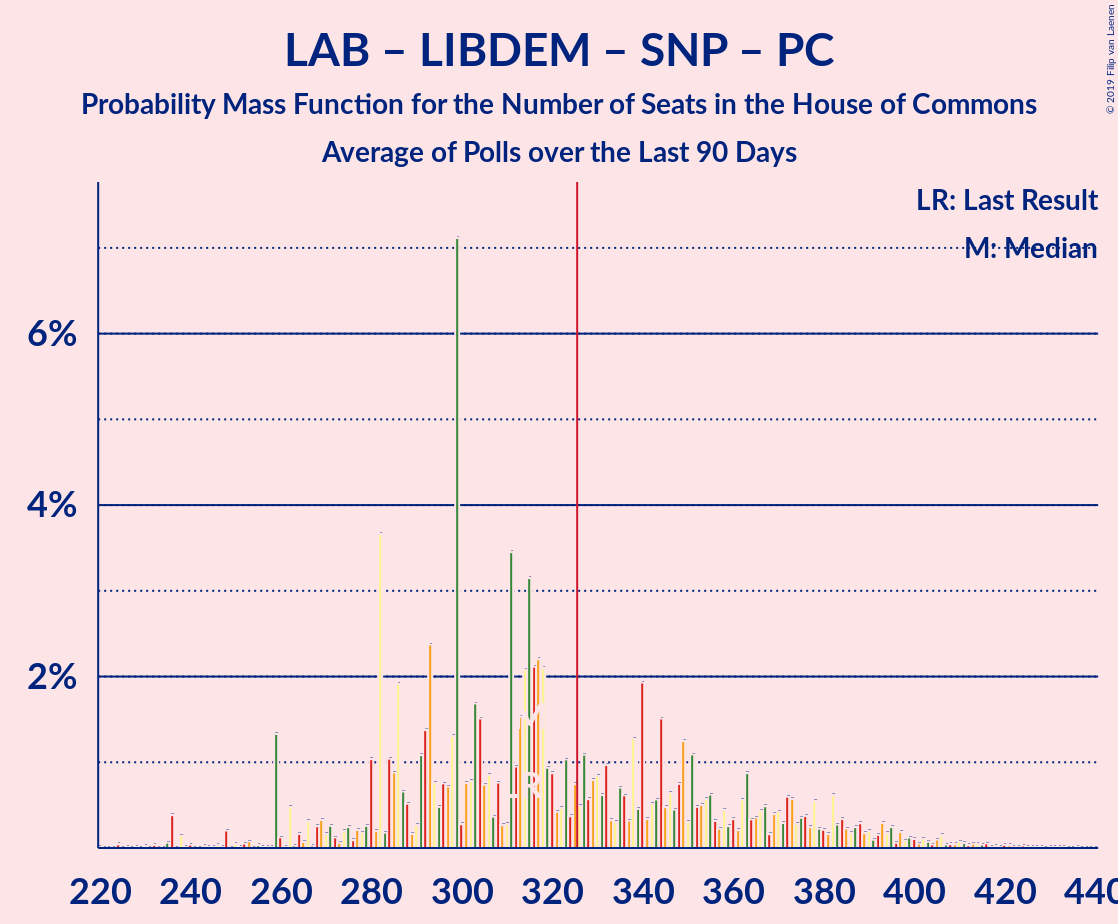 LAB – LIBDEM – SNP – PC
Probability Mass Function for the Number of Seats in the House of Commons
Average of Polls over the Last 90 Days
© 2019 Filip van Laenen
LR: Last Result
M: Median
6%
4%
2%
220 240 260 280 300 320 340 360 380 400 420 440